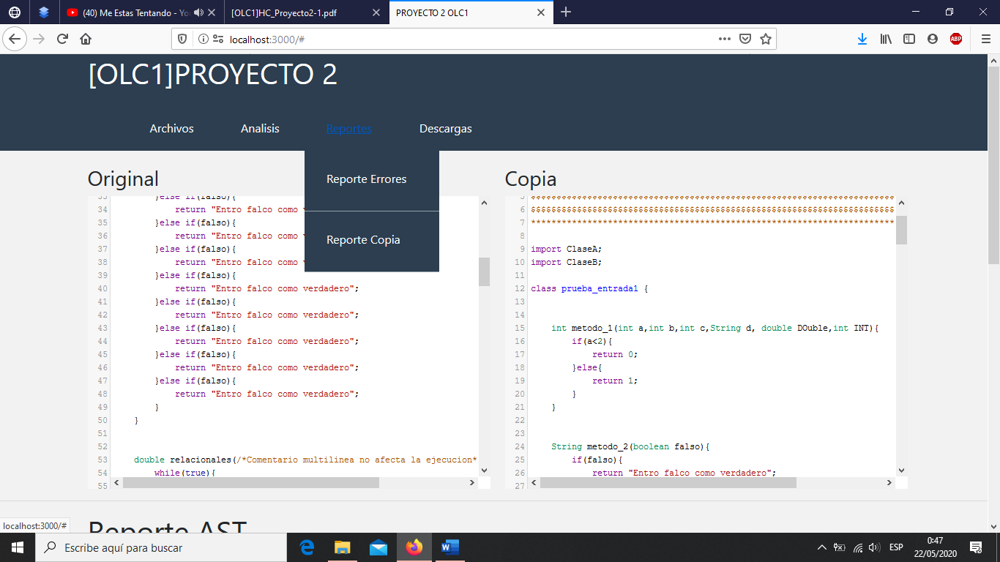 (40) Me Estas Tentando - You
[OLC1]HC_Proyecto2-1.pdf
PROYECTO 2 OLC1
localhost:3000/#
ABP
[OLC1]PROYECTO 2
Archivos
Analisis
Reportes
Descargas
Reporte Errores
Reporte Copia
Original
33 }else if(falso){
34 return "Entro falco como v
35 }else if(falso){
36 return "Entro falco como v
37 }else if(falso){
38 return "Entro falco como v
39 }else if(falso){
40 return "Entro falco como verdadero";
41 }else if(falso){
42 return "Entro falco como verdadero";
43 }else if(falso){
44 return "Entro falco como verdadero";
45 }else if(falso){
46 return "Entro falco como verdadero";
47 }else if(falso){
48 return "Entro falco como verdadero";
49 }
50 }
51
52
53 double relacionales(/*Comentario multilinea no afecta la ejecucion*
54 while(true){
55
Copia
5
6
7 ***********************************************************************
8
9 import ClaseA;
10 import ClaseB;
11
12 class prueba_entrada1 {
13
14
15 int metodo_1(int a,int b,int c,String d, double DOuble,int INT){
16 if(a<2){
17 return 0;
18 }else{
19 return 1;
20 }
21 }
22
23
24 String metodo_2(boolean falso){
25 if(falso){
26 return "Entro falco como verdadero";
27
Reporte AST
localhost:3000/#
Escribe aquí para buscar
ESP
0:47
22/05/2020